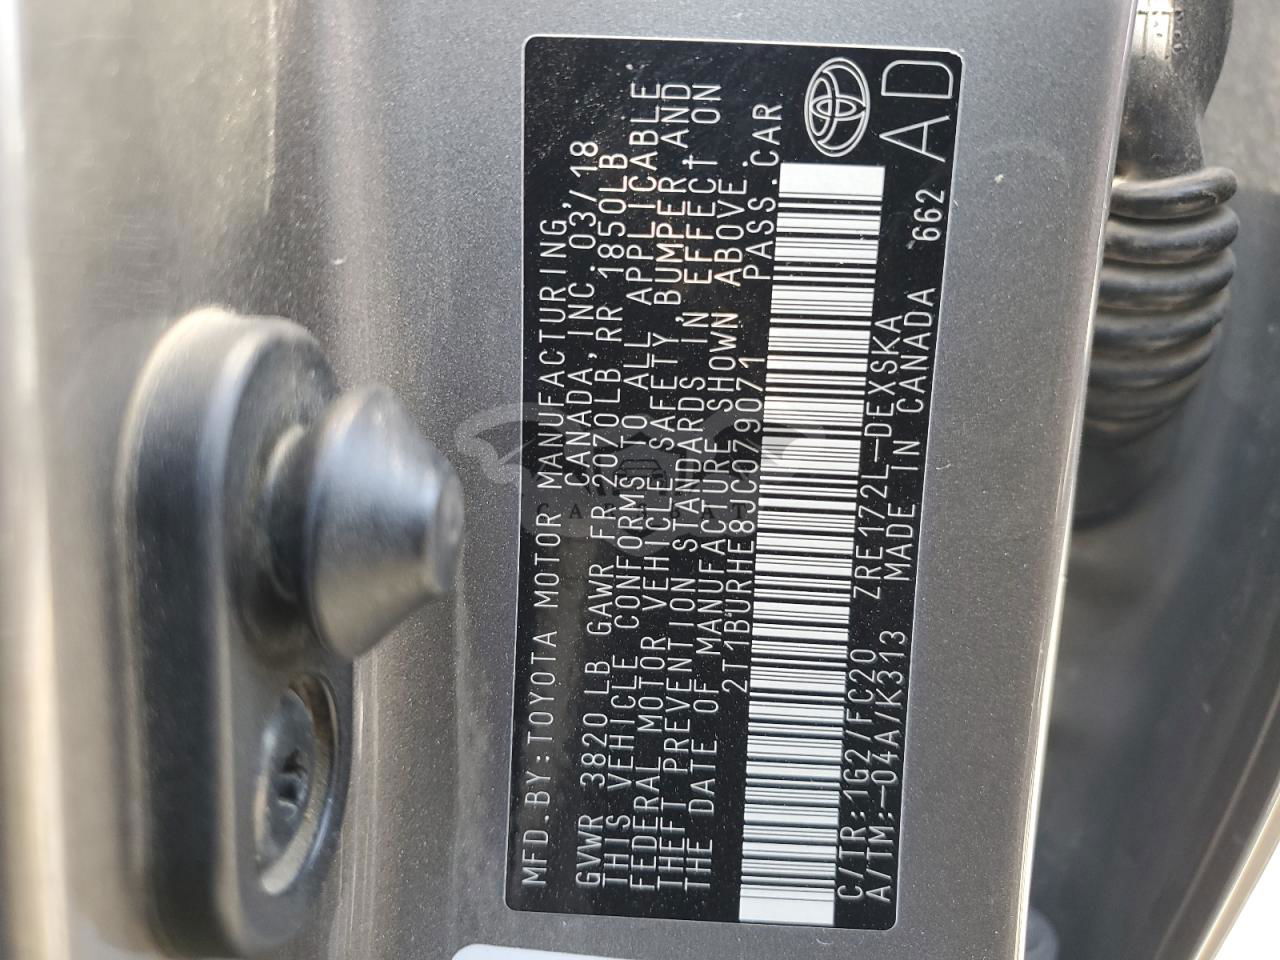 MFD.BY:TOYOTA MOTOR MANUFACTURING,
CANADA,INC.03/18
GVWR 3820LB GAWR FR 2070LB,RR 1850LB
THIS VEHICLE CONFORMS TO ALL APPLICABLE
FEDERAL MOTOR VEHICLE SAFETY,BUMPER,AND
THEFT PREVENTION STANDARDS IN EFFECT ON
THE DATE OF MANUFACTURE SHOWN ABOVE.
2T1BURHE8JC079071 PASS.CAR
C/TR:1G2/FC20 ZRE172L-DEXSKA
A/TM:-04A/K313 MADE IN CANADA 662 AD